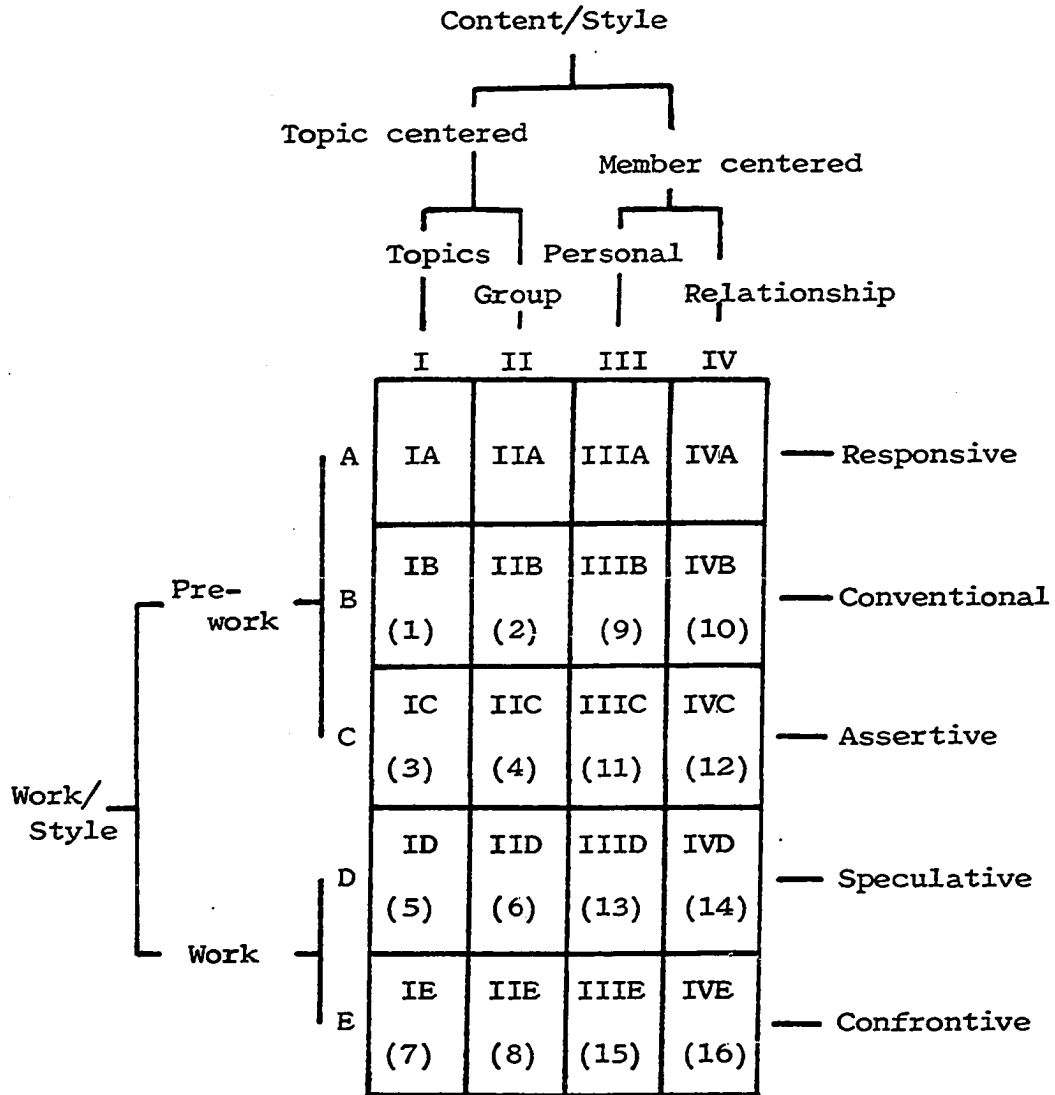 Content/Style
Topic centered
Member centered
Topics Personal
Group Relationship
I II III IV
A IA IIA IIIA IVA Responsive
IB IIB IIIB IVB
Pre- B Conventional
work (1) (2) (9) (10)
IC IIC IIIC IVC
C Assertive
(3) (4) (11) (12)
Work/
Style
ID IID IIID IVD
D Speculative
(5) (6) (13) (14)
Work
IE IIE IIIE IVE
E Confrontive
(7) (8) (15) (16)